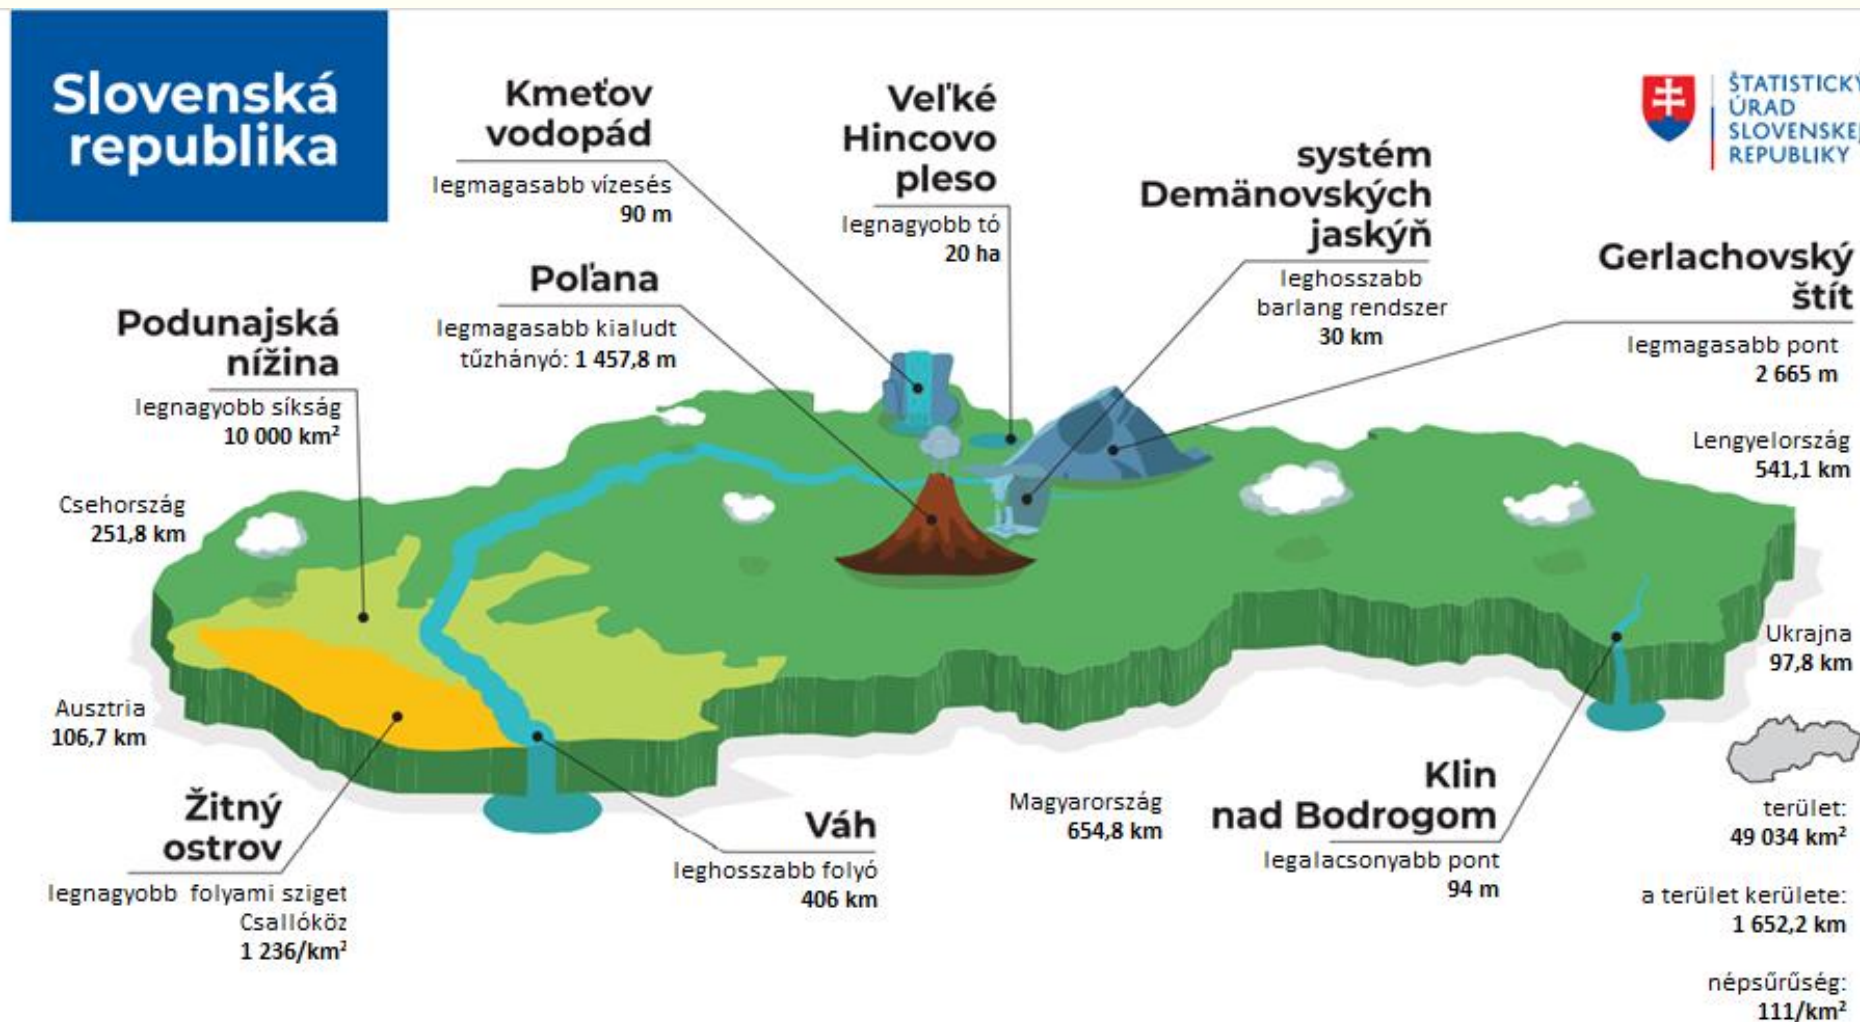 Slovenská
republika
Kmeťov
vodopád
legmagasabb vízesés
90 m
Veľké
Hincovo
pleso
legnagyobb tó
20 ha
systém
Demänovských
jaskýň
leghosszabb
barlang rendszer
30 km
ŠTATISTICKÝ
ÚRAD
SLOVENSKEJ
REPUBLIKY
Gerlachovský
štít
legmagasabb pont
2 665 m
Poľana
legmagasabb kialudt
tűzhányó: 1 457,8 m
Podunajská
nížina
legnagyobb síkság
10 000 km²
Lengyelország
541,1 km
Csehország
251,8 km
Ukrajna
97,8 km
Ausztria
106,7 km
Žitný
ostrov
legnagyobb folyami sziget
Csallóköz
1 236/km²
Váh
leghosszabb folyó
406 km
Magyarország
654,8 km
Klin
nad Bodrogom
legalacsonyabb pont
94 m
terület:
49 034 km²
a terület kerülete:
1 652,2 km
népsűrűség:
111/km²